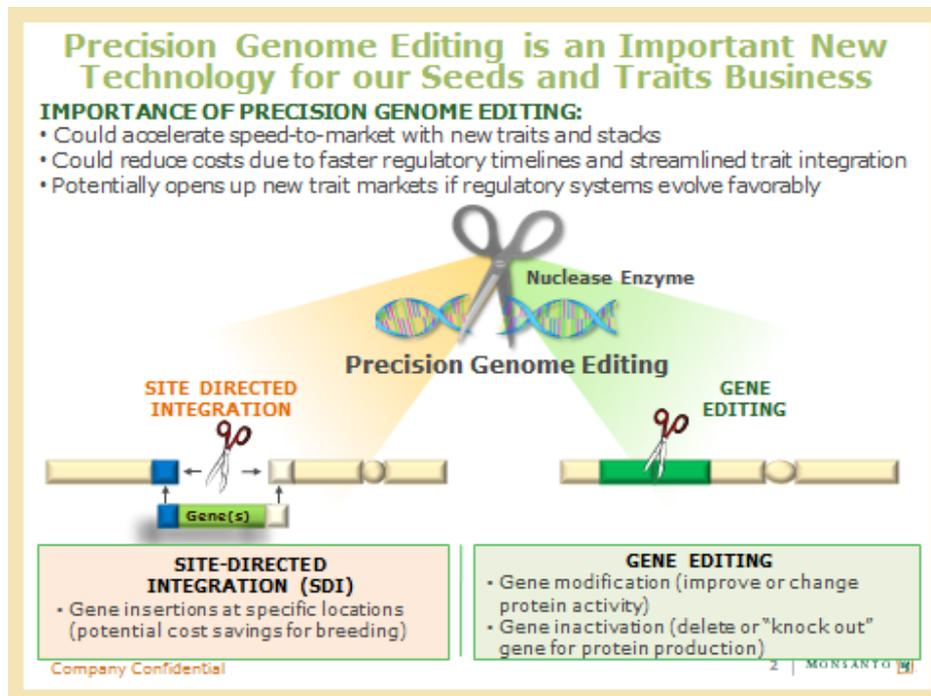 Precision Genome Editing is an Important New
Technology for our Seeds and Traits Business
IMPORTANCE OF PRECISION GENOME EDITING:
• Could accelerate speed-to-market with new traits and stacks
• Could reduce costs due to faster regulatory timelines and streamlined trait integration
• Potentially opens up new trait markets if regulatory systems evolve favorably
Nuclease Enzyme
Precision Genome Editing
SITE DIRECTED
INTEGRATION
Gene(s)
GENE
EDITING
SITE-DIRECTED
INTEGRATION (SDI)
• Gene insertions at specific locations
(potential cost savings for breeding)
GENE EDITING
• Gene modification (improve or change
protein activity)
• Gene inactivation (delete or "knock out"
gene for protein production)
Company Confidential
2 | MONSANTO